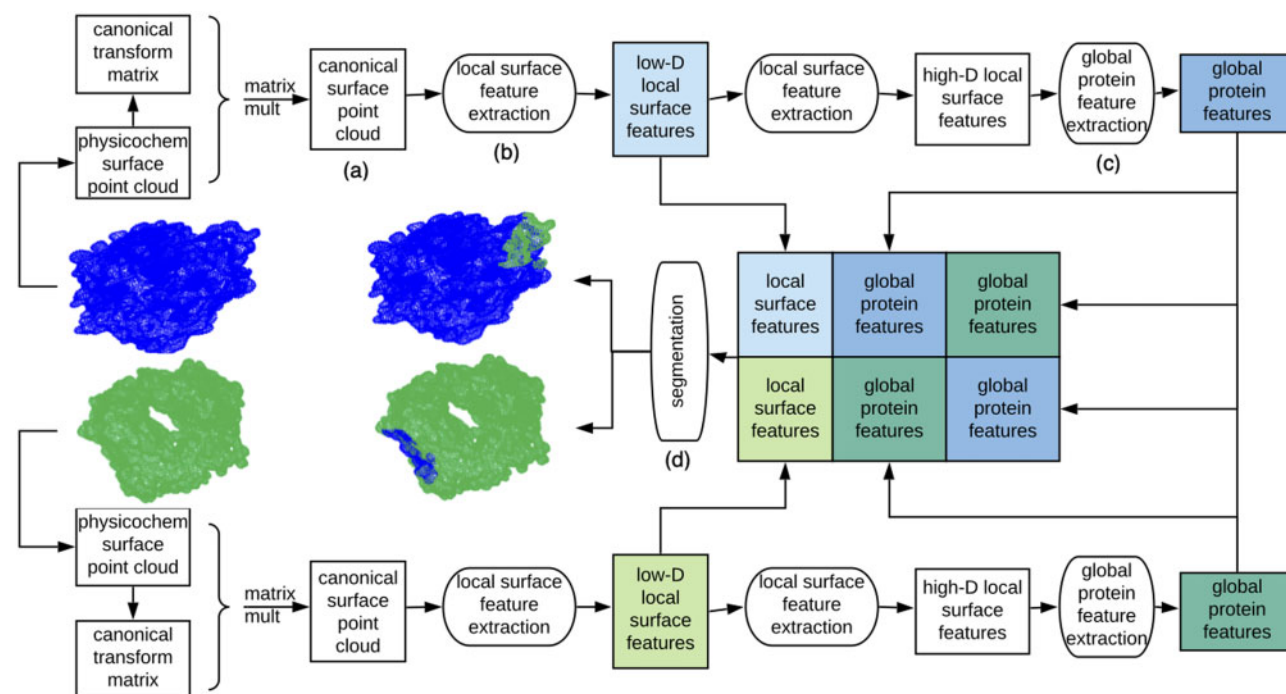 canonical
transform
matrix
physicochem
surface
point cloud
matrix
mult
canonical
surface
point
cloud
(a)
local surface
feature
extraction
(b)
low-D
local
surface
features
local surface
feature
extraction
high-D local
surface
features
global
protein
feature
extraction
(c)
global
protein
features
local
surface
features
global
protein
features
global
protein
features
local
surface
features
global
protein
features
global
protein
features
segmentation
(d)
physicochem
surface
point cloud
canonical
transform
matrix
matrix
mult
canonical
surface
point
cloud
local surface
feature
extraction
low-D
local
surface
features
local surface
feature
extraction
high-D local
surface
features
global
protein
feature
extraction
global
protein
features